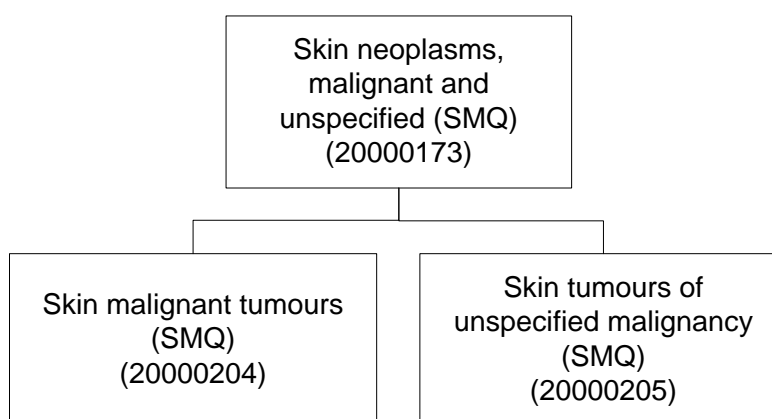 Skin neoplasms,
malignant and
unspecified (SMQ)
(20000173)
Skin malignant tumours
(SMQ)
(20000204)
Skin tumours of
unspecified malignancy
(SMQ)
(20000205)